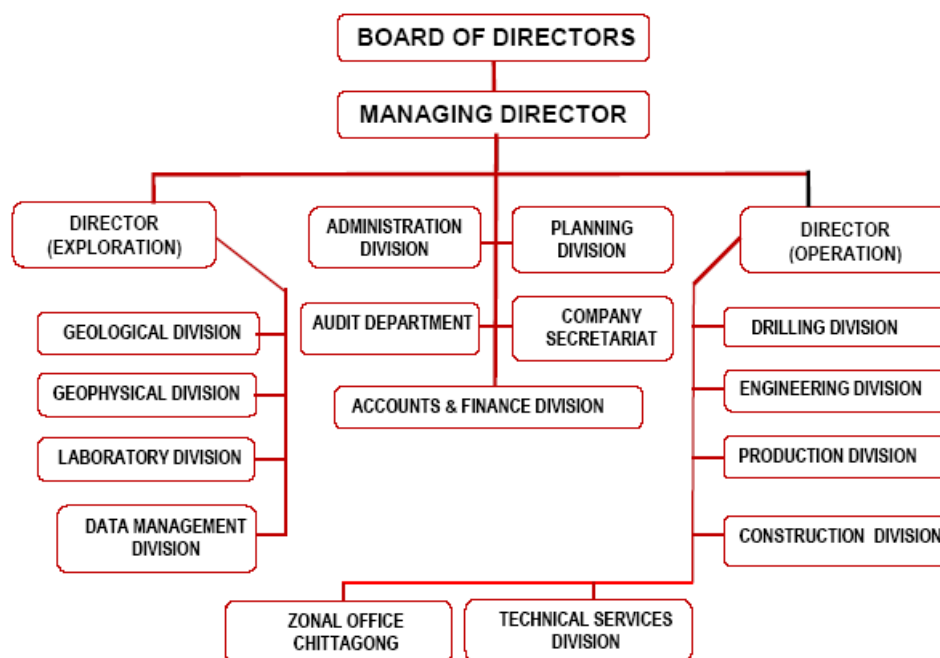 BOARD OF DIRECTORS
MANAGING DIRECTOR
DIRECTOR
(EXPLORATION)
ADMINISTRATION
DIVISION
PLANNING
DIVISION
DIRECTOR
(OPERATION)
GEOLOGICAL DIVISION
AUDIT DEPARTMENT
COMPANY
SECRETARIAT
DRILLING DIVISION
GEOPHYSICAL DIVISION
ACCOUNTS & FINANCE DIVISION
ENGINEERING DIVISION
LABORATORY DIVISION
PRODUCTION DIVISION
DATA MANAGEMENT
DIVISION
CONSTRUCTION DIVISION
ZONAL OFFICE
CHITTAGONG
TECHNICAL SERVICES
DIVISION